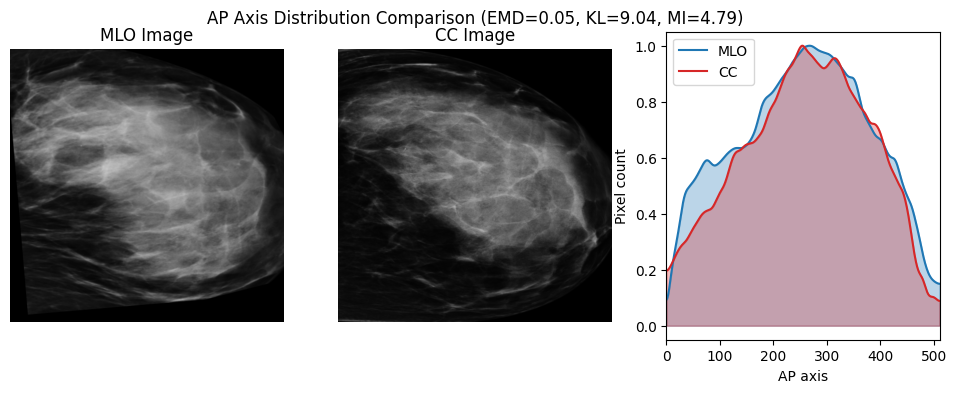 AP Axis Distribution Comparison (EMD=0.05, KL=9.04, MI=4.79)
MLO Image
CC Image
MLO
CC
Pixel count
1.0
0.8
0.6
0.4
0.2
0.0
0 100 200 300 400 500
AP axis